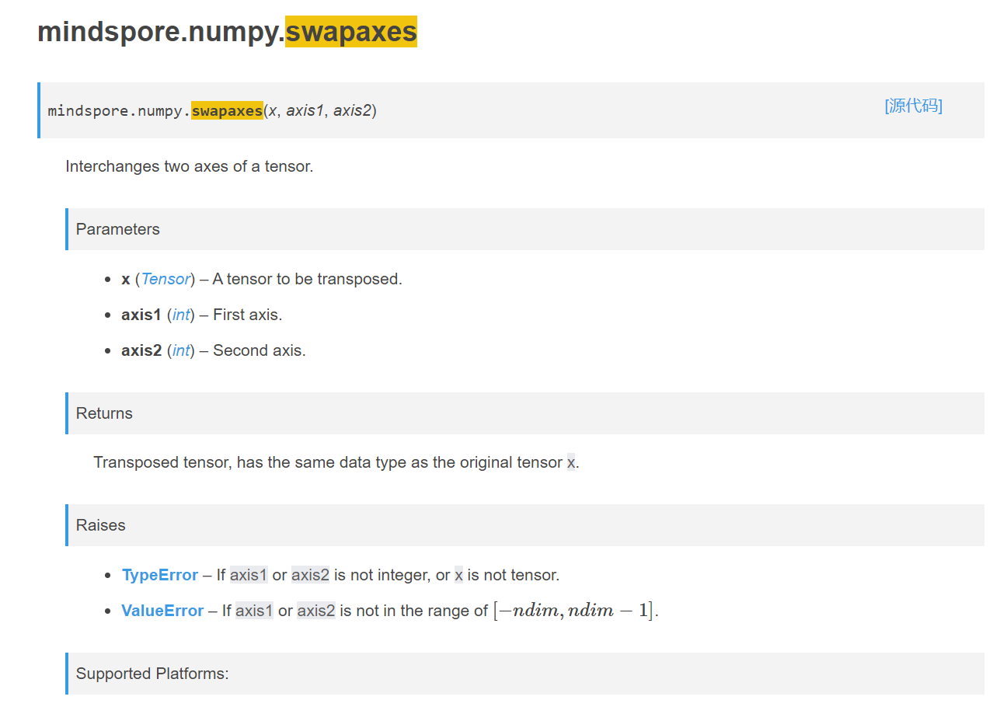 mindspore.numpy.swapaxes
mindspore.numpy.swapaxes(x, axis1, axis2)
[源代码]
Interchanges two axes of a tensor.
Parameters
• x (Tensor) – A tensor to be transposed.
• axis1 (int) – First axis.
• axis2 (int) – Second axis.
Returns
Transposed tensor, has the same data type as the original tensor x.
Raises
• TypeError – If axis1 or axis2 is not integer, or x is not tensor.
• ValueError – If axis1 or axis2 is not in the range of [−ndim, ndim − 1].
Supported Platforms: